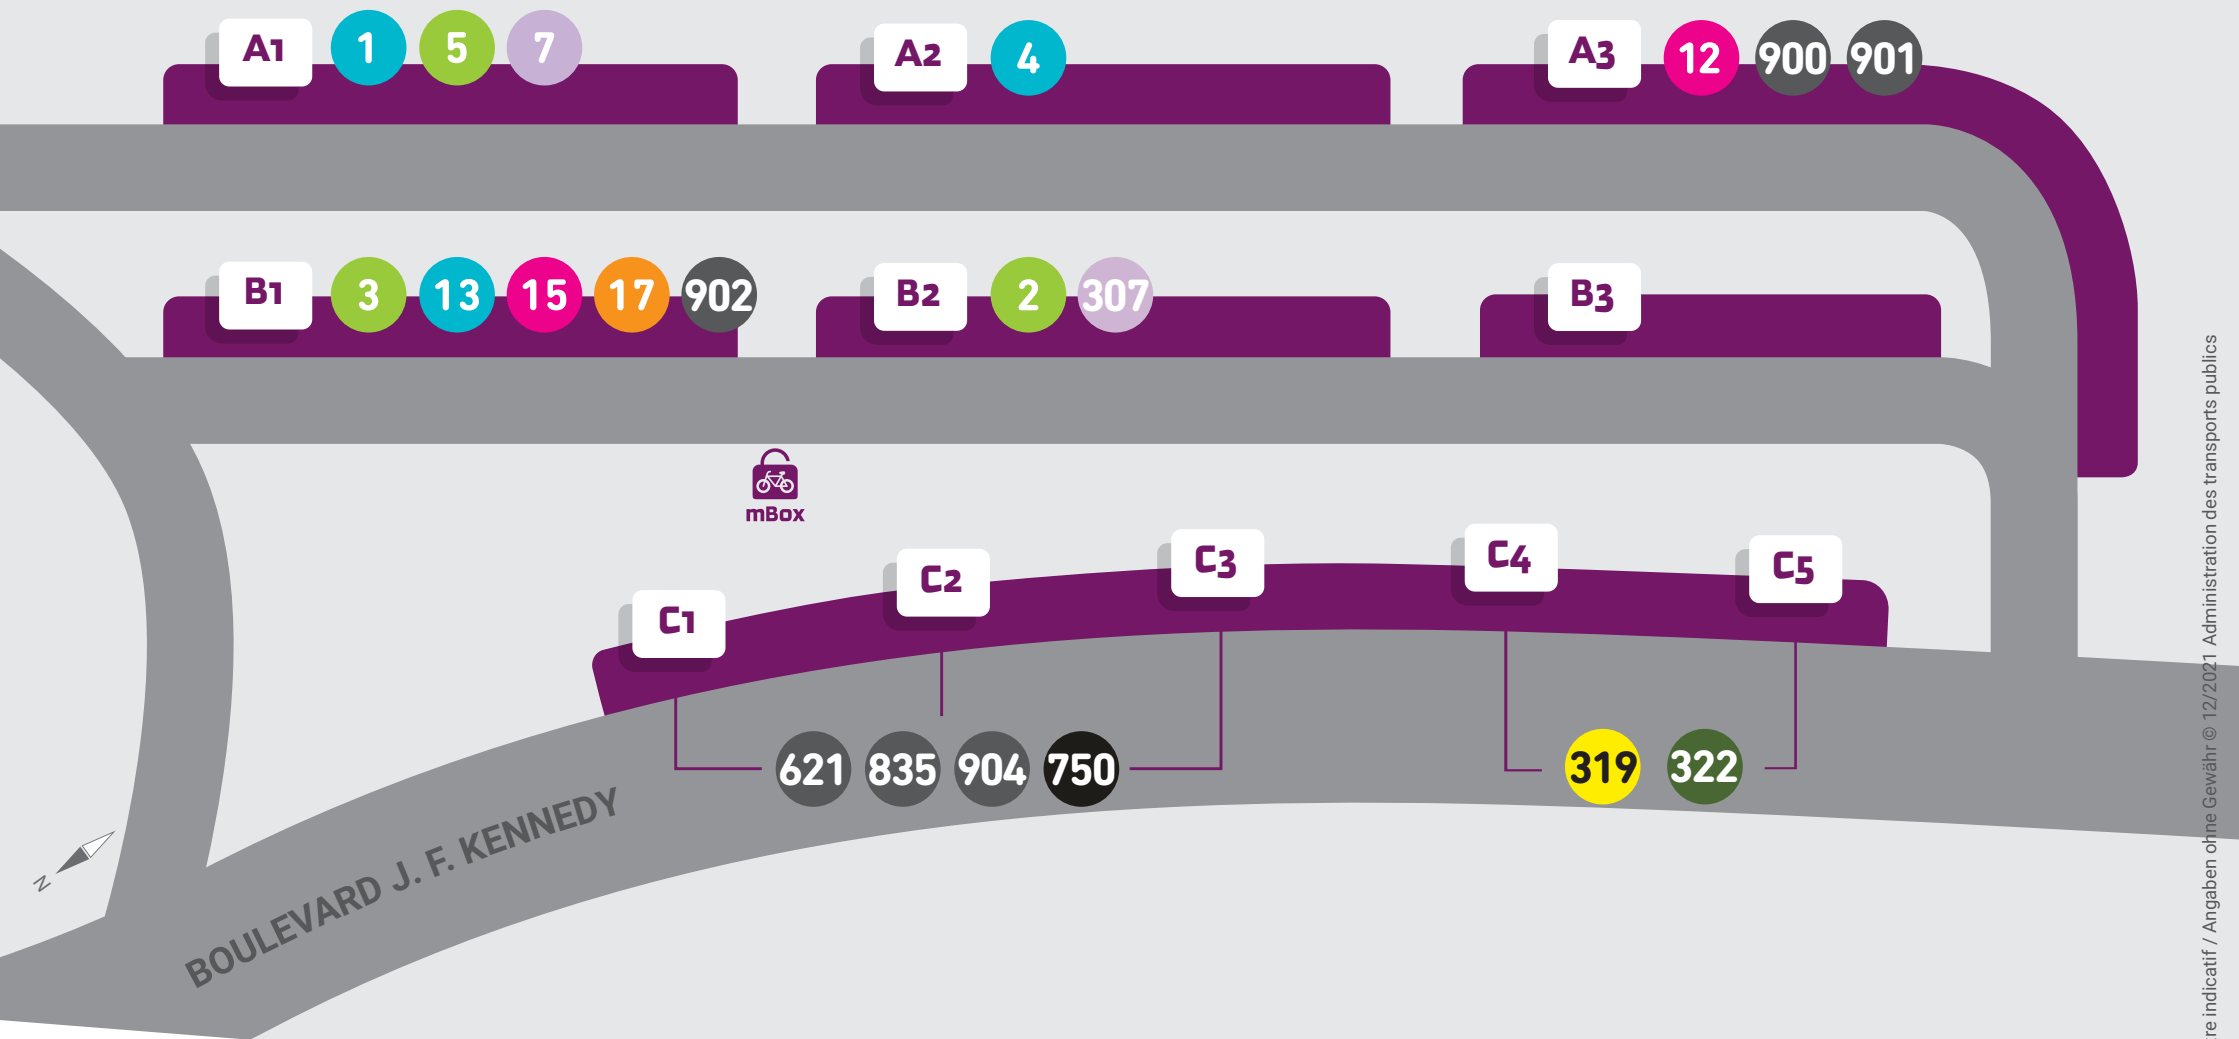 A1 1 5 7
A2 4
A3 12 900 901
B1 3 13 15 17 902
B2 2 307
B3
mBox
C1
C2
C3
C4
C5
621 835 904 750
319 322
BOULEVARD J. F. KENNEDY
N
indicatif / Angaben ohne Gewähr © 12/2021 Administration des transports publics